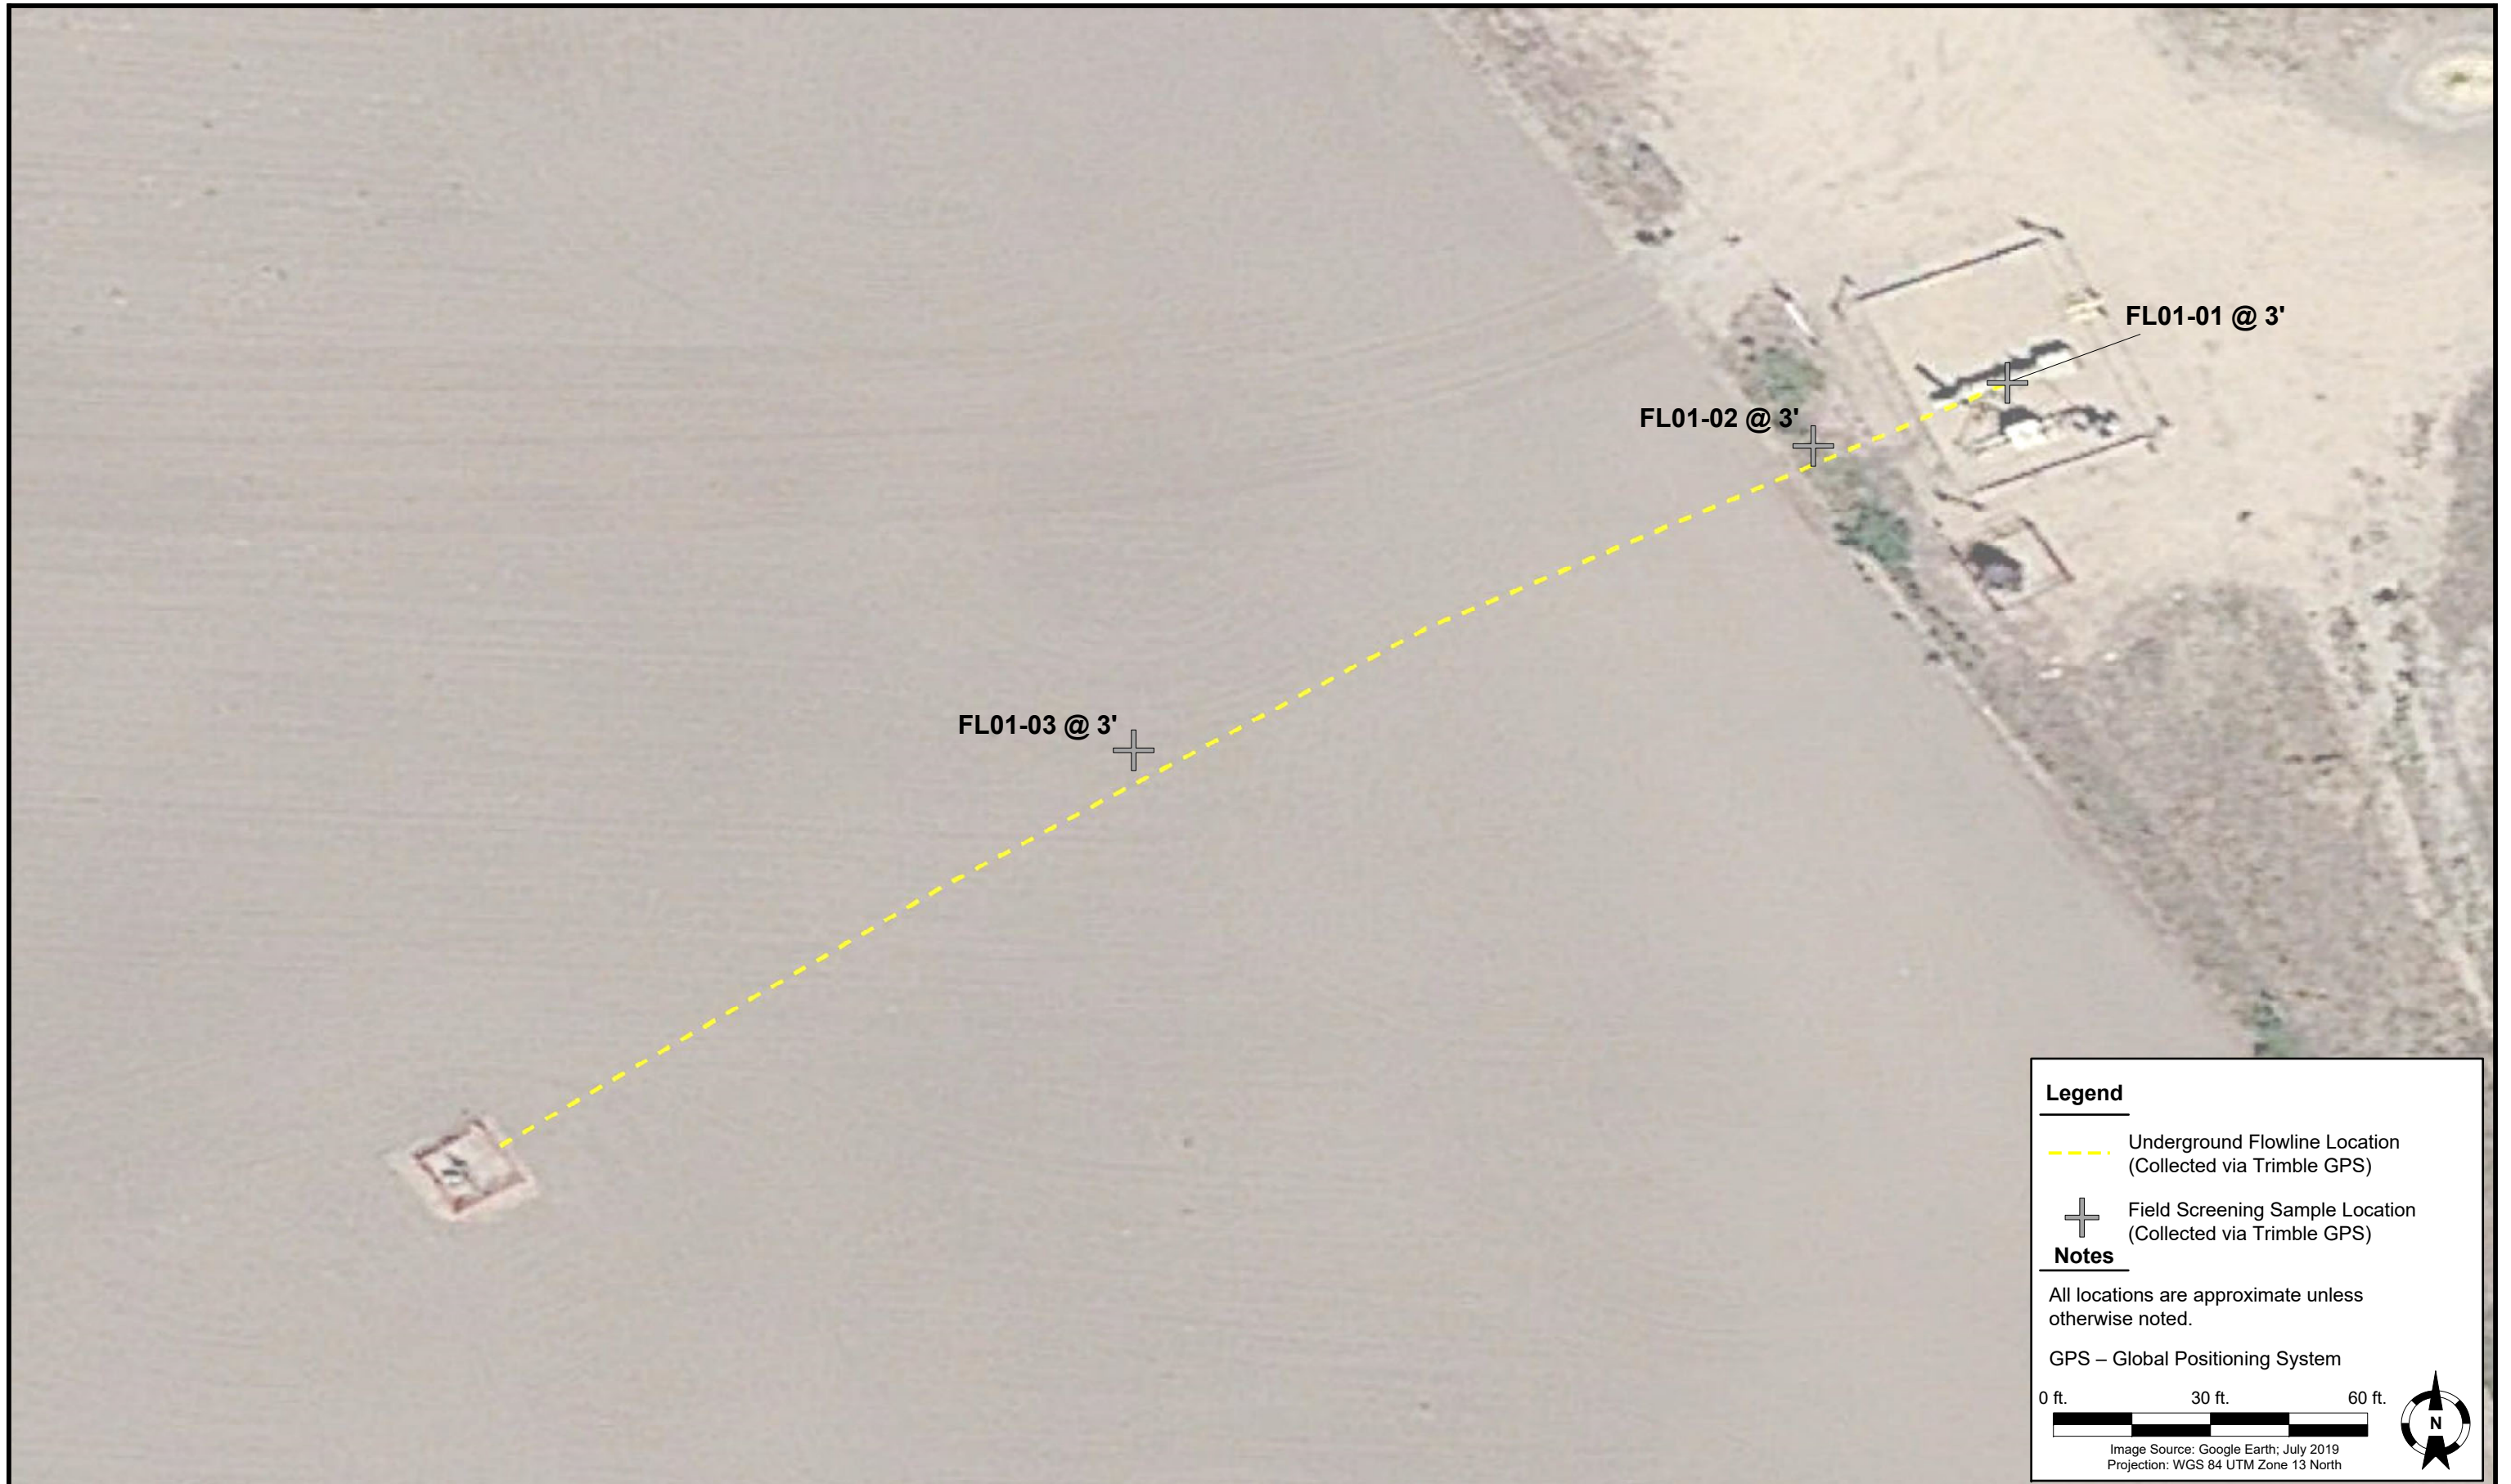 FL01-01 @ 3'
FL01-02 @ 3'
FL01-03 @ 3'
Legend
Underground Flowline Location
(Collected via Trimble GPS)
Field Screening Sample Location
(Collected via Trimble GPS)
Notes
All locations are approximate unless
otherwise noted.
GPS – Global Positioning System
0 ft. 30 ft. 60 ft.
N
Image Source: Google Earth; July 2019
Projection: WGS 84 UTM Zone 13 North